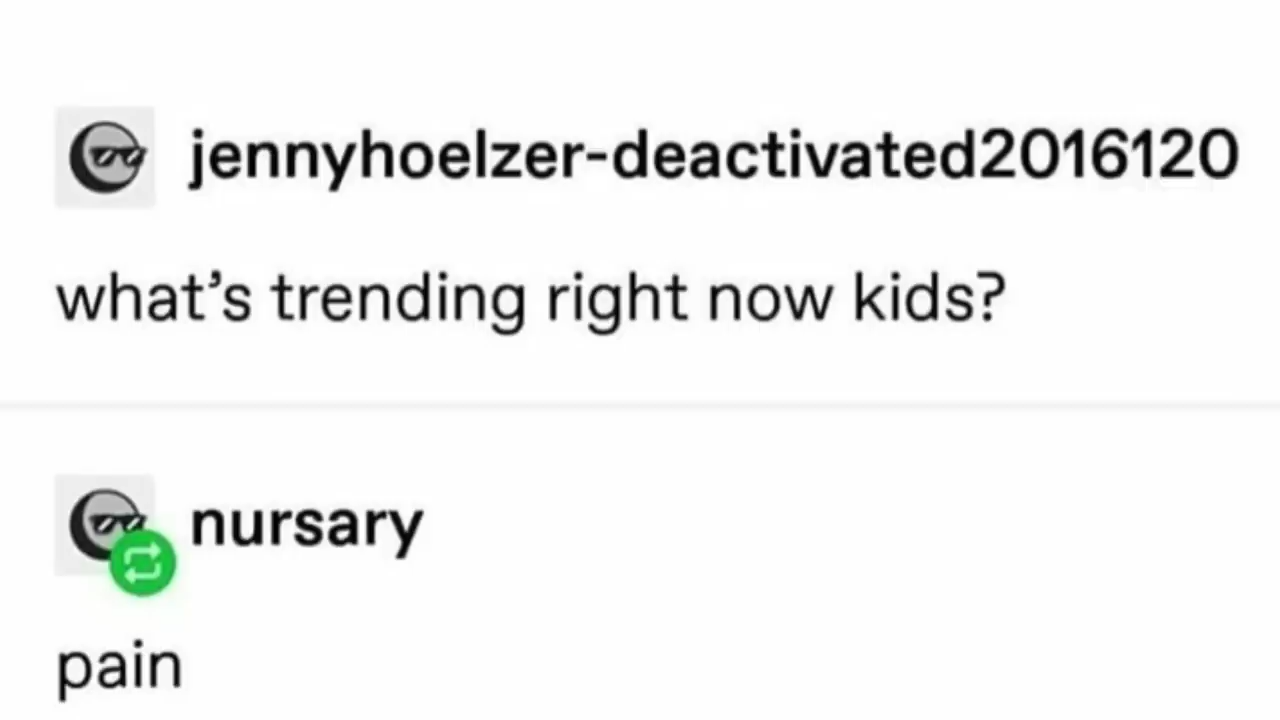 jennyhoelzer-deactivated2016120
what's trending right now kids?
nursary
pain